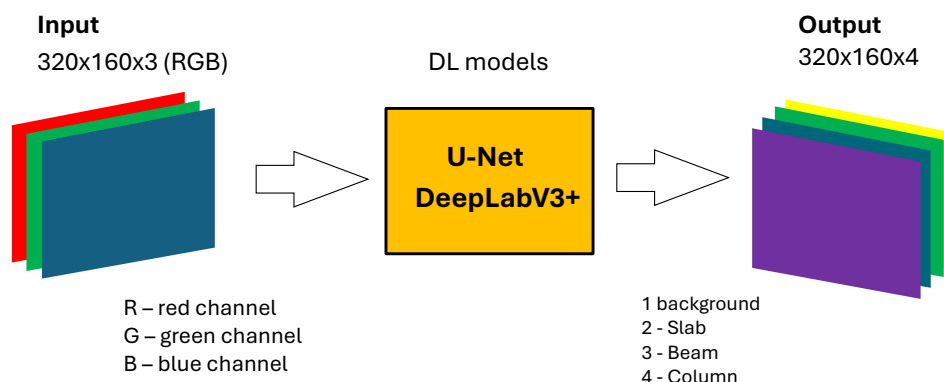 Input
320x160x3 (RGB)
DL models
Output
320x160x4
U-Net
DeepLabV3+
R – red channel
G – green channel
B – blue channel
1 background
2 - Slab
3 - Beam
4 - Column